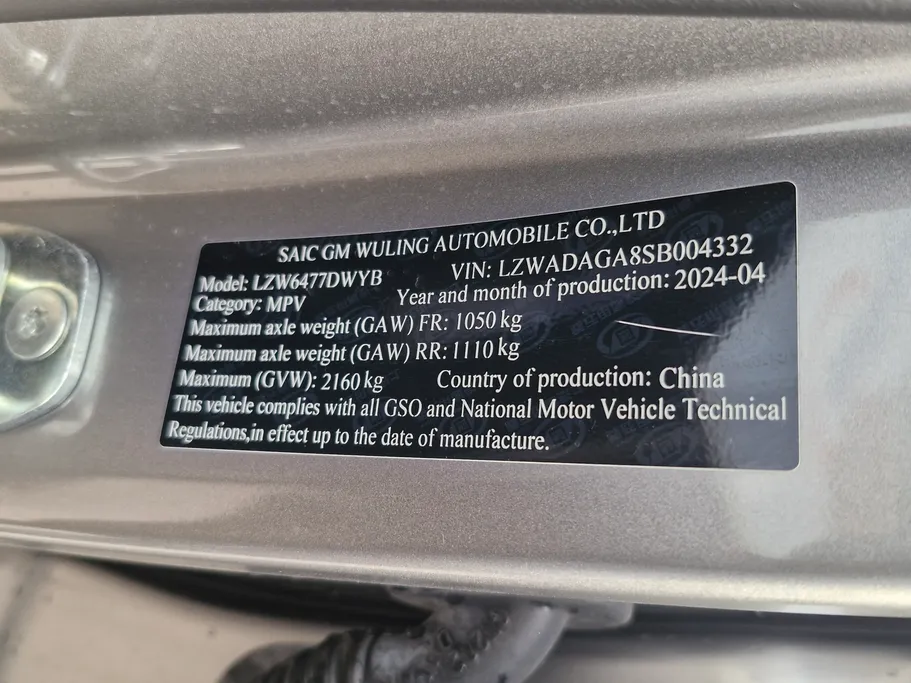 SAIC GM WULING AUTOMOBILE CO.,LTD
Model: LZW6477DWYB VIN: LZWADAGA8SB004332
Category: MPV Year and month of production: 2024-04
Maximum axle weight (GAW) FR: 1050 kg
Maximum axle weight (GAW) RR: 1110 kg
Maximum (GVW): 2160 kg Country of production: China
This vehicle complies with all GSO and National Motor Vehicle Technical
Regulations,in effect up to the date of manufacture.